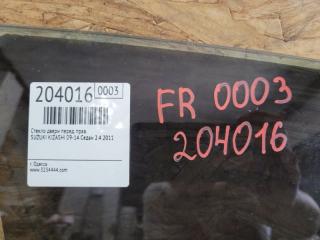 204016 0003
Стекло двери перед. прав.
SUZUKI KIZASHI 09-14 Седан 2.4 2011
г. Одесса
www.3254444.com
FR 0003
204016